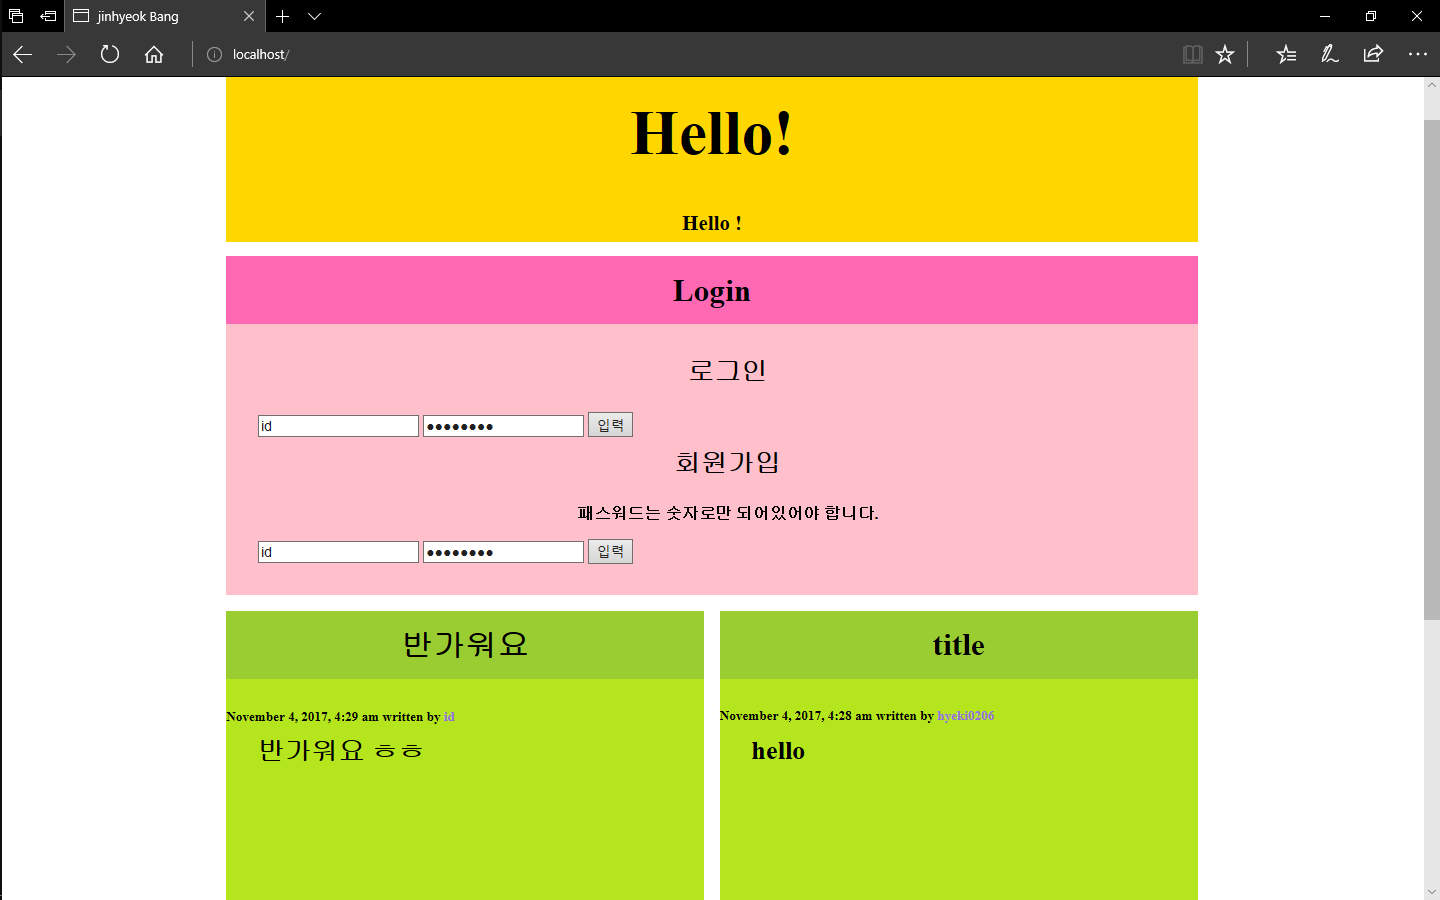 jinhyeok Bang
localhost/
Hello!
Hello !
Login
로그인
id ●●●●●●●● 입력
회원가입
패스워드는 숫자로만 되어있어야 합니다.
id ●●●●●●●● 입력
반가워요
November 4, 2017, 4:29 am written by id
반가워요 ㅎㅎ
title
November 4, 2017, 4:28 am written by hyeki0206
hello